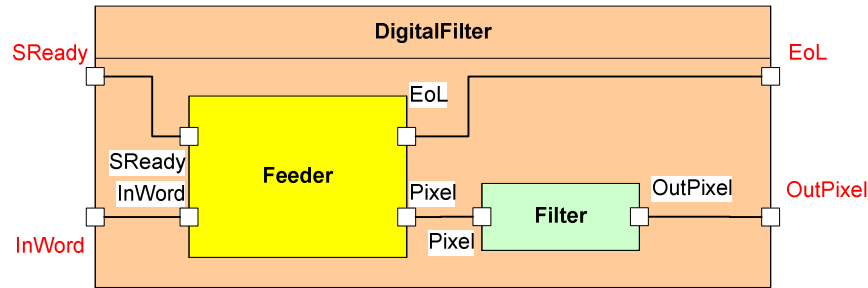 DigitalFilter
SReady
EoL
EoL
SReady
Feeder
InWord
Pixel
OutPixel
OutPixel
Filter
Pixel
InWord